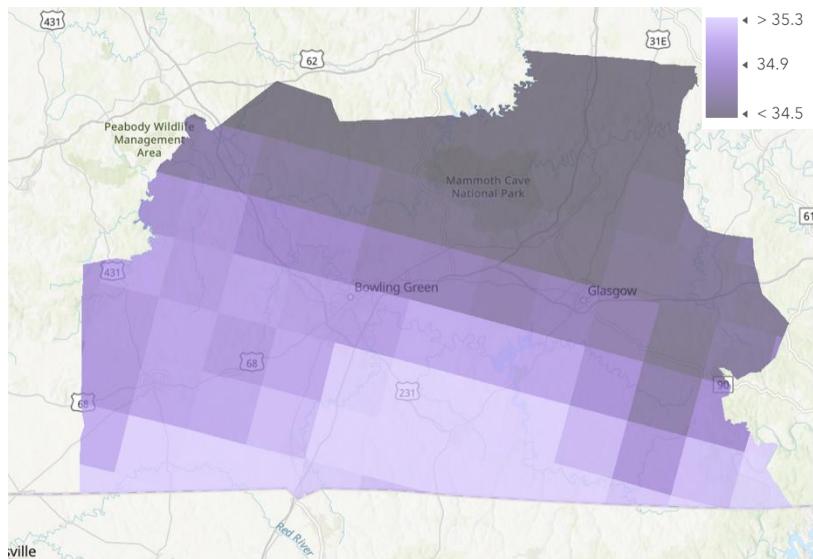 431
62
31E
> 35.3
34.9
< 34.5
Peabody Wildlife
Management
Area
Mammoth Cave
National Park
61
431
Bowling Green
Glasgow
68
68
231
90
Red River
sville